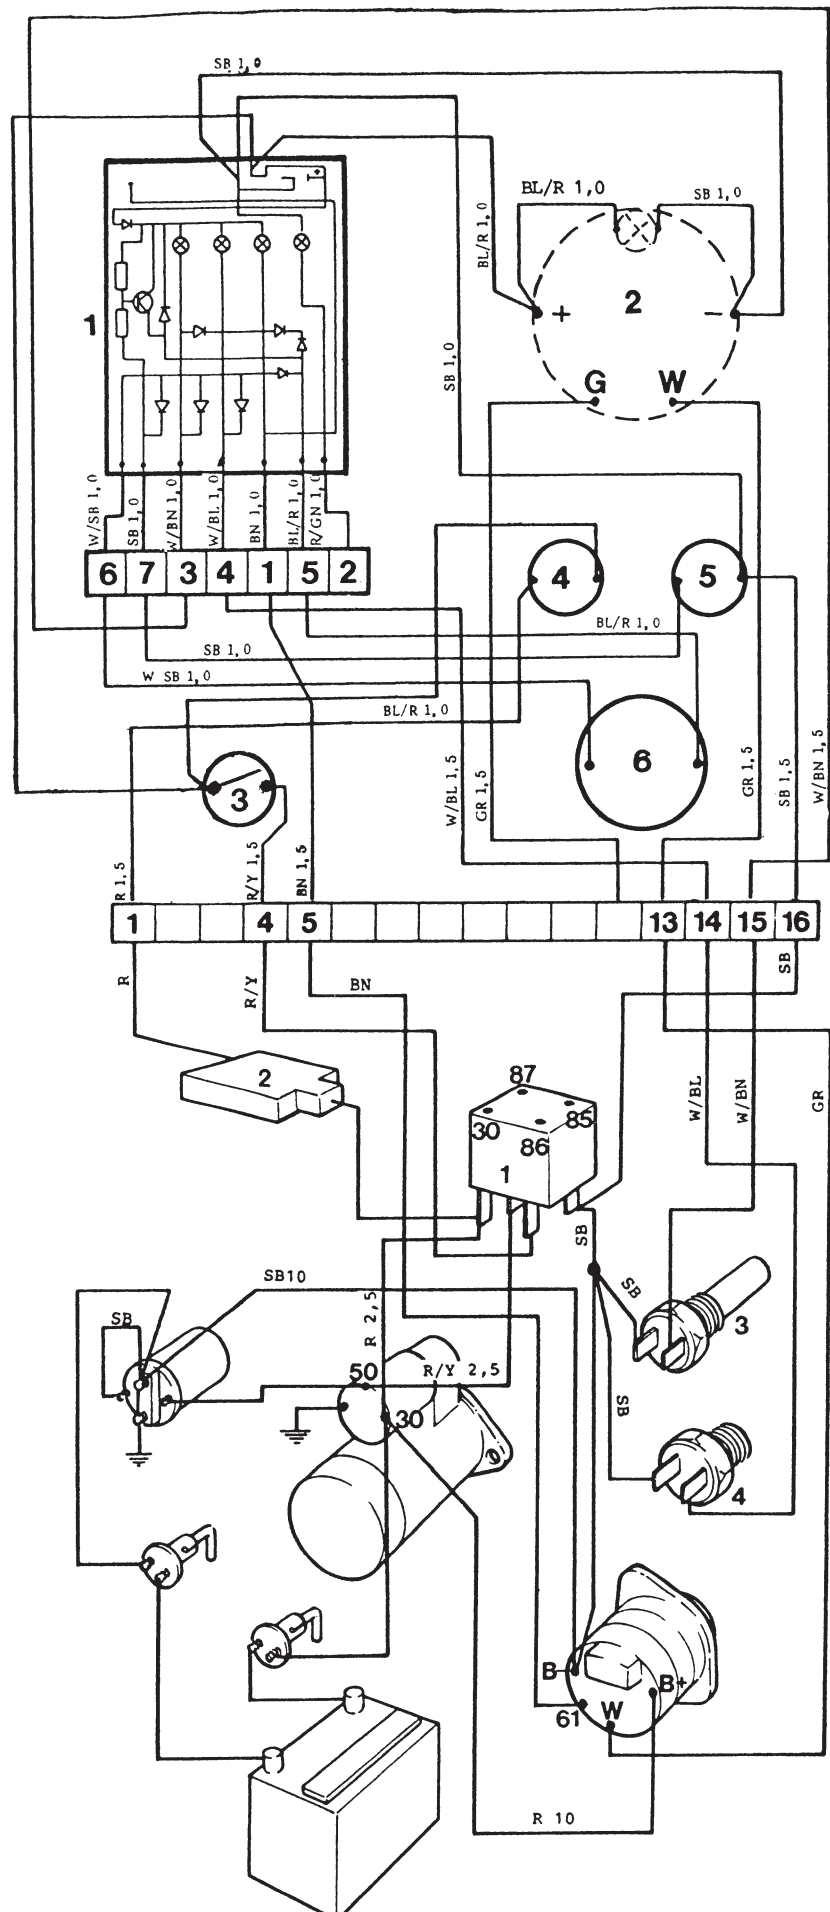 SB 1,0
BL/R 1,0
SB 1,0
BL/R 1,0
2
+
−
1
G
W
SB 1,0
W/SB 1,0
SB 1,0
W/BN 1,0
W/BL 1,0
BN 1,0
BL/R 1,0
R/GN 1,0
6 7 3 4 1 5 2
4
5
BL/R 1,0
SB 1,0
W SB 1,0
BL/R 1,0
6
3
R 1,5
R/Y 1,5
BN 1,5
W/BL 1,5
GR 1,5
GR 1,5
SB 1,5
W/BN 1,5
1 4 5 13 14 15 16
R
R/Y
BN
SB
2
87
30
85
86
1
W/BL
W/BN
GR
SB
SB
SB
3
4
SB10
SB
R 2,5
50
R/Y 2,5
30
B−
B+
61
W
R 10